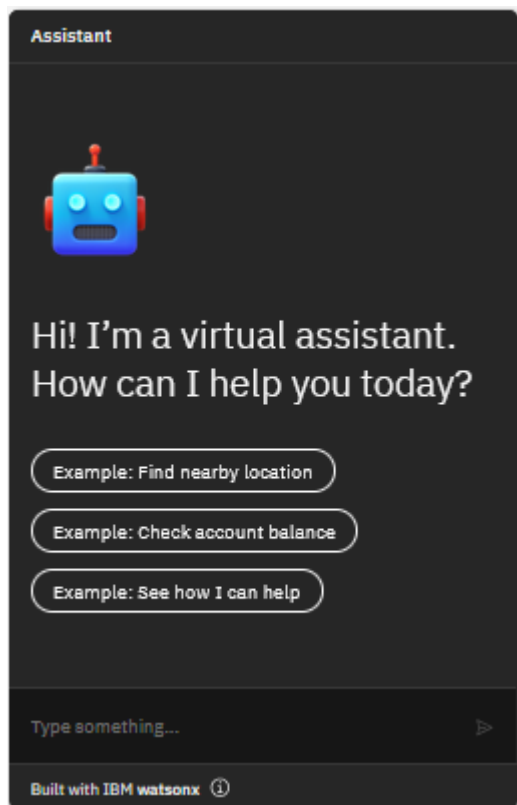 Assistant
Hi! I’m a virtual assistant.
How can I help you today?
Example: Find nearby location
Example: Check account balance
Example: See how I can help
Type something...
Built with IBM watsonx